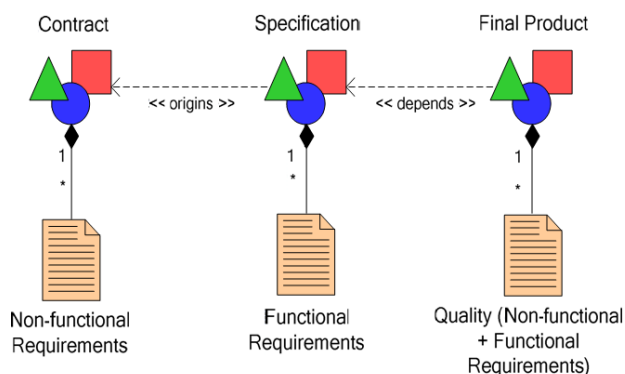 Contract
Specification
Final Product
<< origins >>
<< depends >>
1
*
1
*
1
*
Non-functional
Requirements
Functional
Requirements
Quality (Non-functional
+ Functional
Requirements)